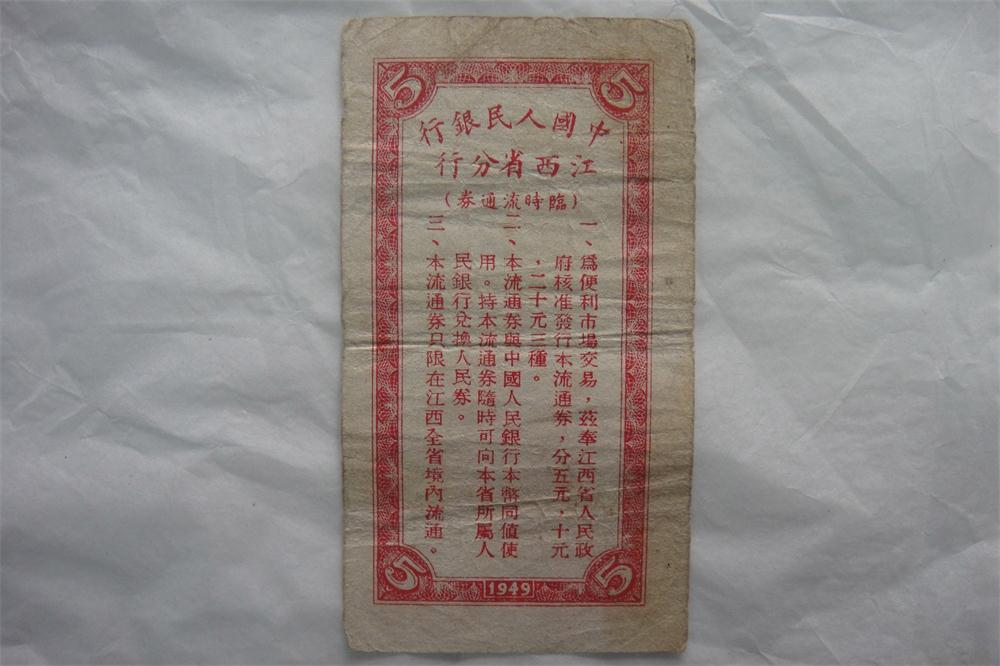 5 5
中國人民銀行
江西省分行
(臨時流通券)
一、爲便利市場交易，茲奉江西省人民政
府核准發行本流通券，分五元，十元
，二十元三種。
二、本流通券與中國人民銀行本幣同值使
用。持本流通券隨時可向本省所屬人
民銀行兌換人民券。
三、本流通券只限在江西全省境內流通。
5 1949 5